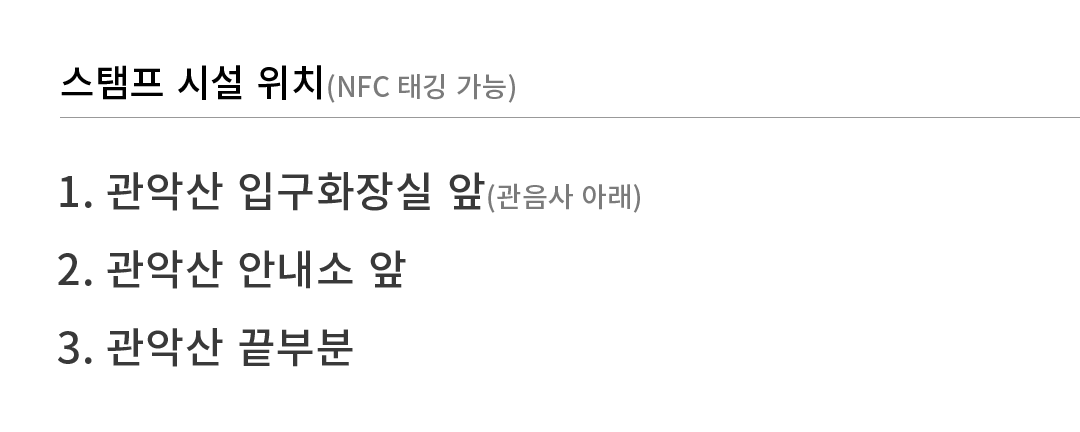 스탬프 시설 위치(NFC 태깅 가능)
1. 관악산 입구화장실 앞(관음사 아래)
2. 관악산 안내소 앞
3. 관악산 끝부분